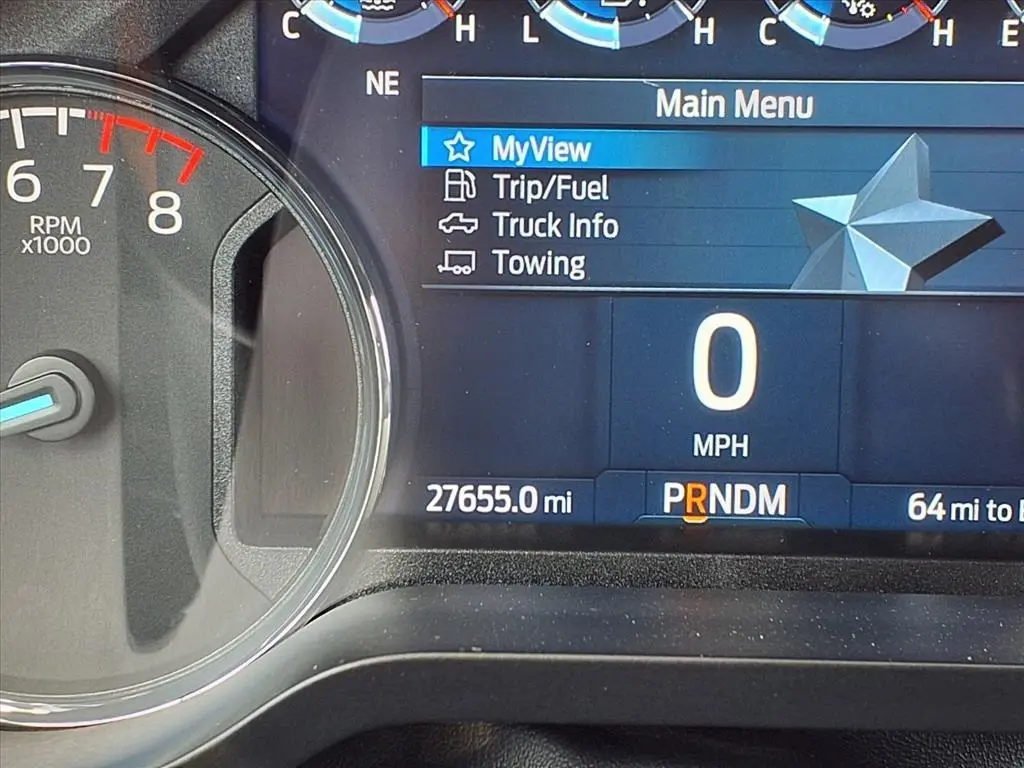 C H L H C H E
NE
Main Menu
MyView
Trip/Fuel
Truck Info
Towing
6 7 8
RPM
x1000
0
MPH
27655.0 mi
PRNDM
64 mi to